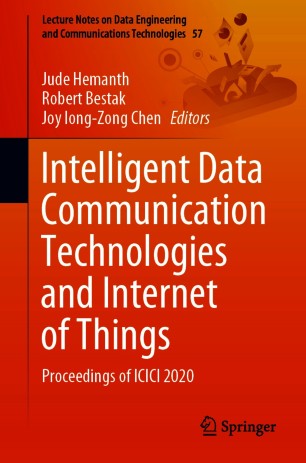 Lecture Notes on Data Engineering
and Communications Technologies 57
Jude Hemanth
Robert Bestak
Joy Iong-Zong Chen Editors
Intelligent Data
Communication
Technologies
and Internet
of Things
Proceedings of ICICI 2020
Springer